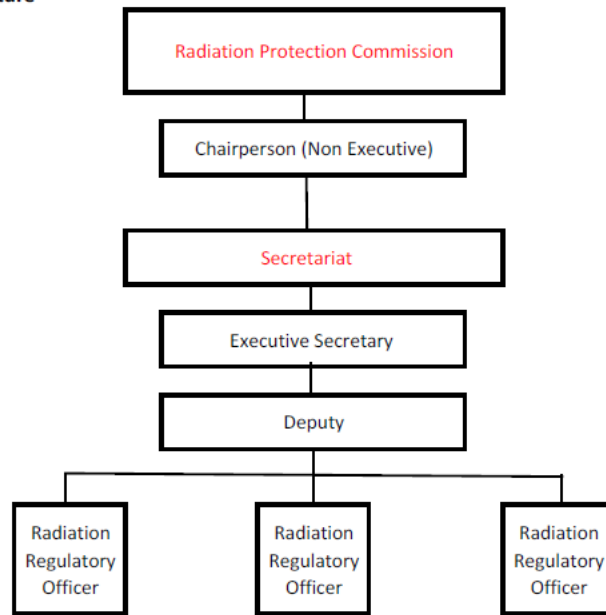 Radiation Protection Commission
Chairperson (Non Executive)
Secretariat
Executive Secretary
Deputy
Radiation
Regulatory
Officer
Radiation
Regulatory
Officer
Radiation
Regulatory
Officer